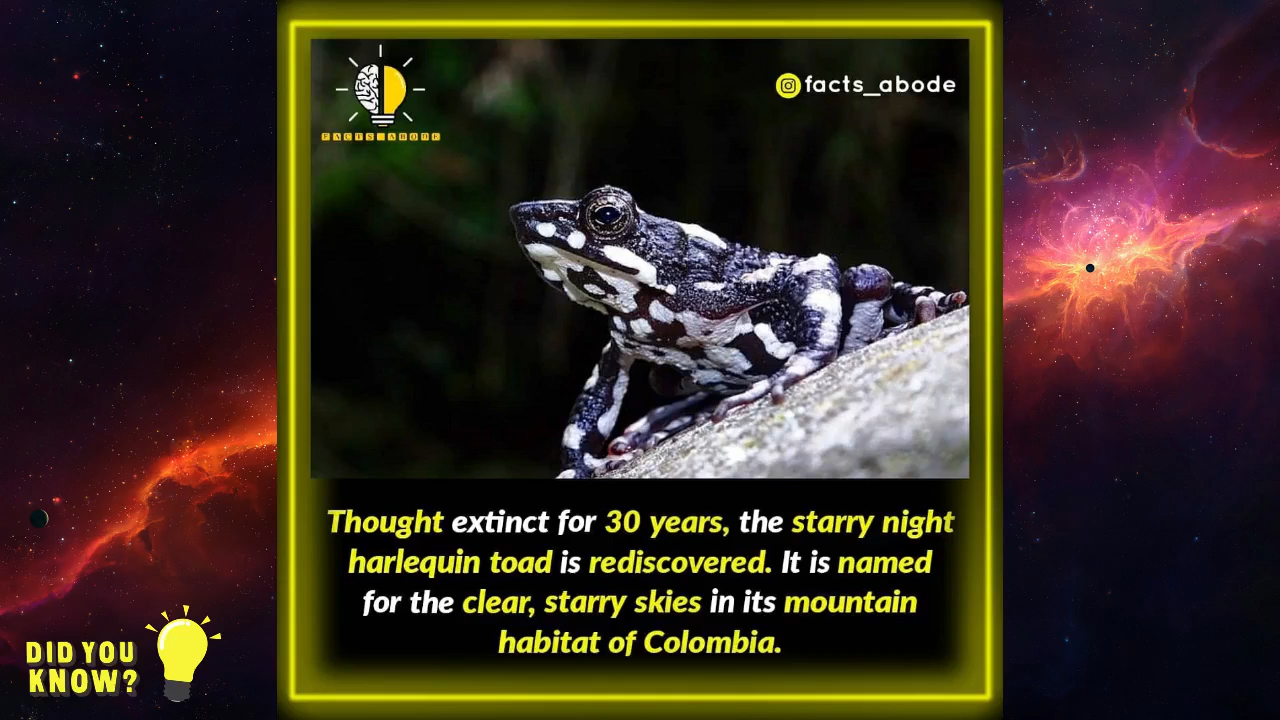 FACTS_ABODE
facts_abode
Thought extinct for 30 years, the starry night
harlequin toad is rediscovered. It is named
for the clear, starry skies in its mountain
habitat of Colombia.
DID YOU
KNOW?